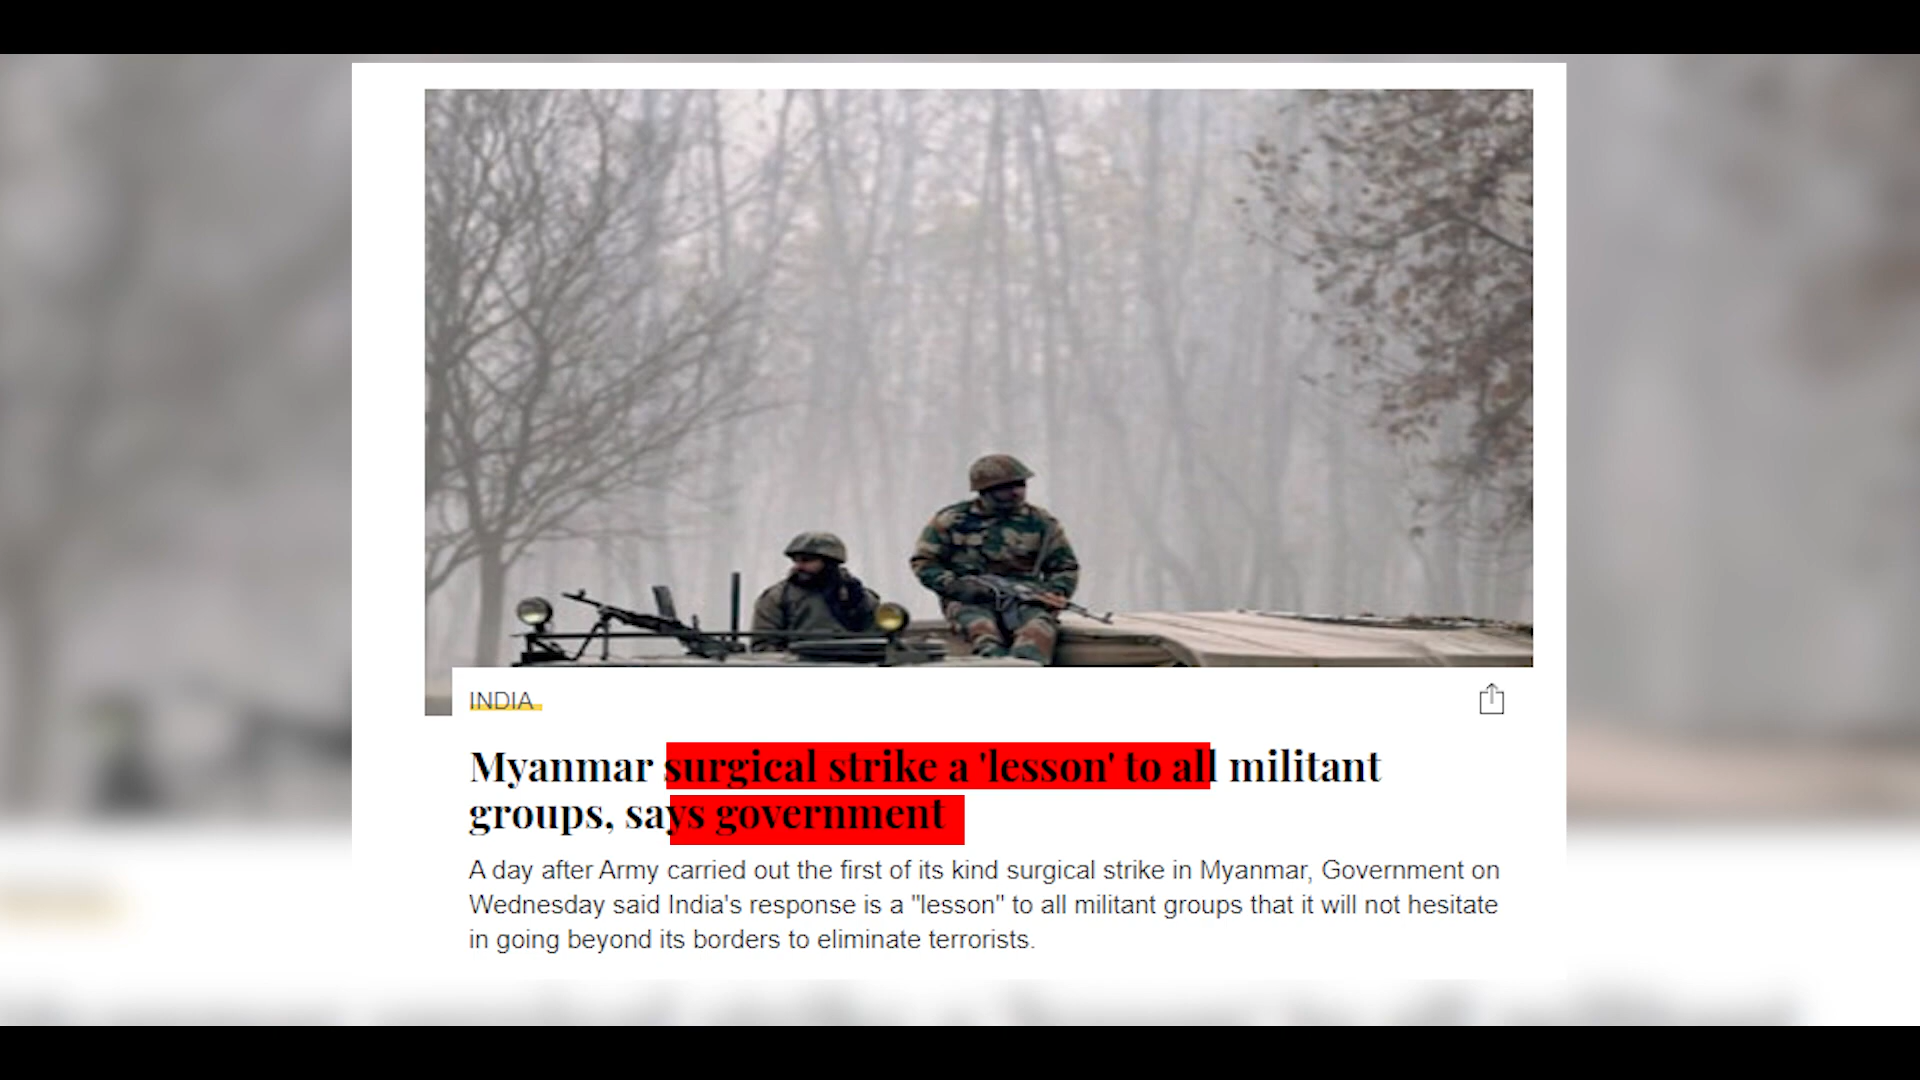 INDIA
Myanmar surgical strike a 'lesson' to all militant
groups, says government
A day after Army carried out the first of its kind surgical strike in Myanmar, Government on
Wednesday said India's response is a "lesson" to all militant groups that it will not hesitate
in going beyond its borders to eliminate terrorists.